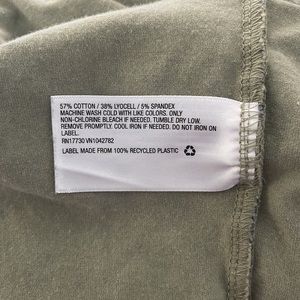 57% COTTON / 38% LYOCELL / 5% SPANDEX
MACHINE WASH COLD WITH LIKE COLORS. ONLY
NON-CHLORINE BLEACH IF NEEDED. TUMBLE DRY LOW.
REMOVE PROMPTLY. COOL IRON IF NEEDED. DO NOT IRON ON
LABEL.
RN17730 VN1042782
LABEL MADE FROM 100% RECYCLED PLASTIC